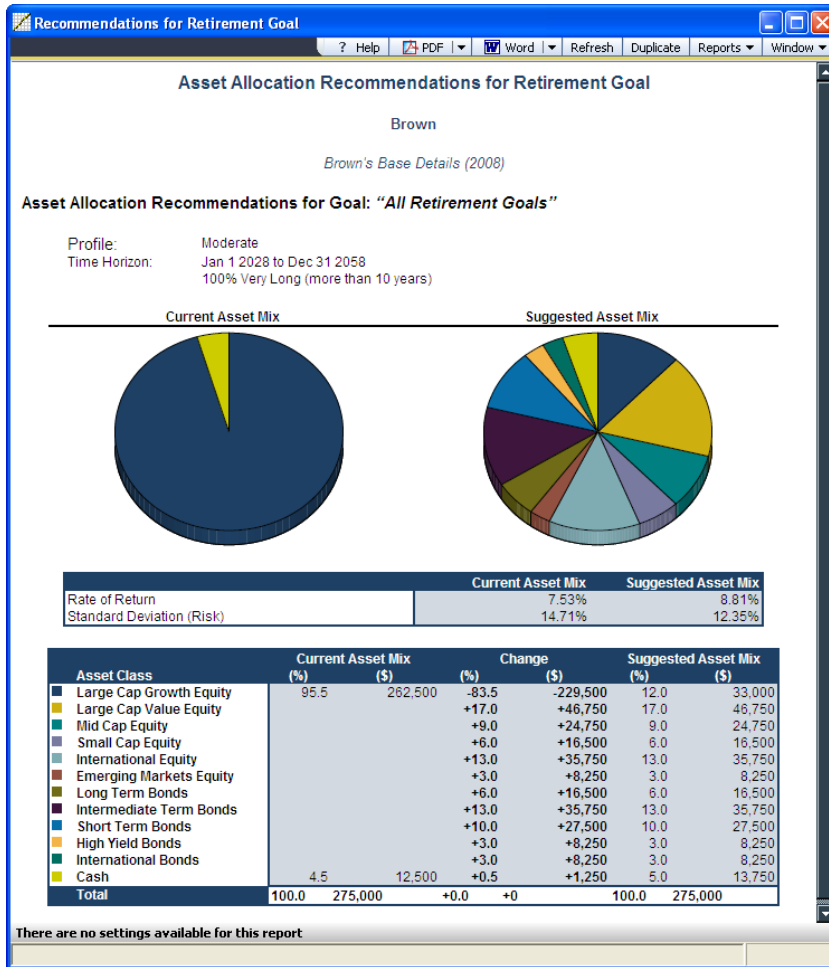 Recommendations for Retirement Goal
? Help PDF Word Refresh Duplicate Reports Window
Asset Allocation Recommendations for Retirement Goal
Brown
Brown's Base Details (2008)
Asset Allocation Recommendations for Goal: “All Retirement Goals”
Profile: Moderate
Time Horizon: Jan 1 2028 to Dec 31 2058
100% Very Long (more than 10 years)
Current Asset Mix Suggested Asset Mix
Current Asset Mix Suggested Asset Mix
Rate of Return 7.53% 8.81%
Standard Deviation (Risk) 14.71% 12.35%
Current Asset Mix Change Suggested Asset Mix
Asset Class (%) ($) (%) ($) (%) ($)
Large Cap Growth Equity 95.5 262,500 -83.5 -229,500 12.0 33,000
Large Cap Value Equity +17.0 +46,750 17.0 46,750
Mid Cap Equity +9.0 +24,750 9.0 24,750
Small Cap Equity +6.0 +16,500 6.0 16,500
International Equity +13.0 +35,750 13.0 35,750
Emerging Markets Equity +3.0 +8,250 3.0 8,250
Long Term Bonds +6.0 +16,500 6.0 16,500
Intermediate Term Bonds +13.0 +35,750 13.0 35,750
Short Term Bonds +10.0 +27,500 10.0 27,500
High Yield Bonds +3.0 +8,250 3.0 8,250
International Bonds +3.0 +8,250 3.0 8,250
Cash 4.5 12,500 +0.5 +1,250 5.0 13,750
Total 100.0 275,000 +0.0 +0 100.0 275,000
There are no settings available for this report